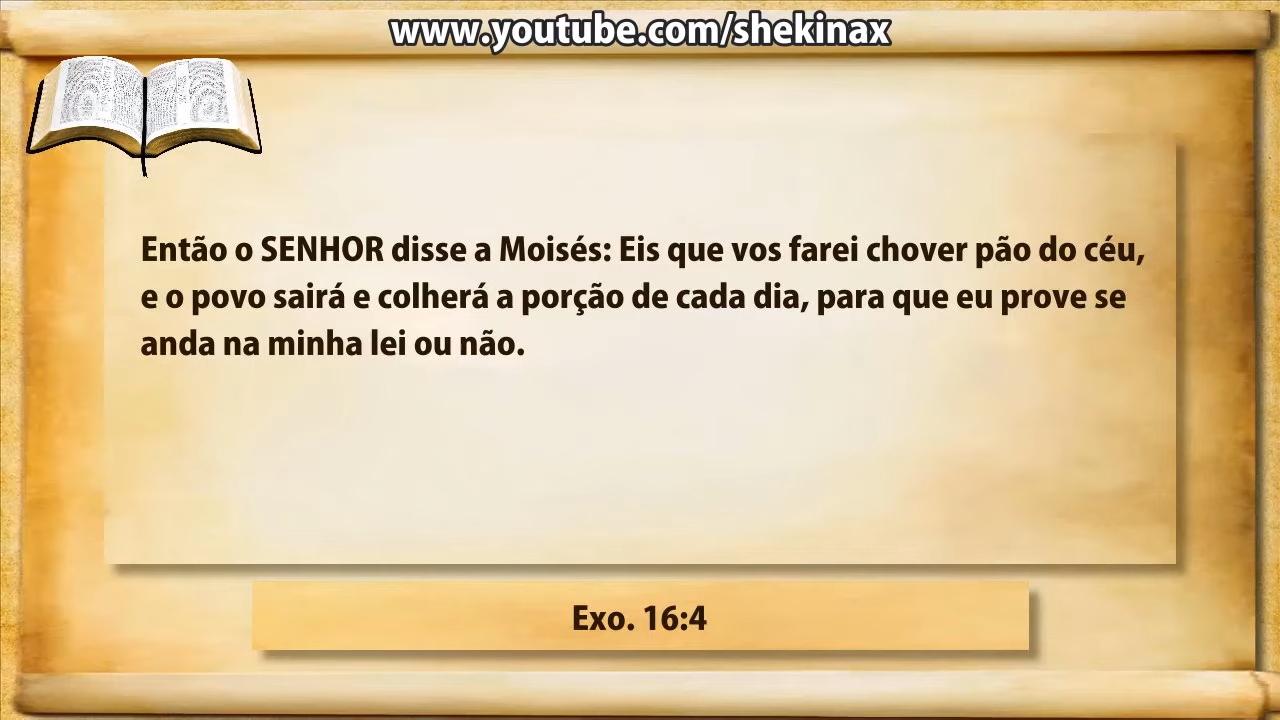 www.youtube.com/shekinax
Então o SENHOR disse a Moisés: Eis que vos farei chover pão do céu,
e o povo sairá e colherá a porção de cada dia, para que eu prove se
anda na minha lei ou não.
Exo. 16:4